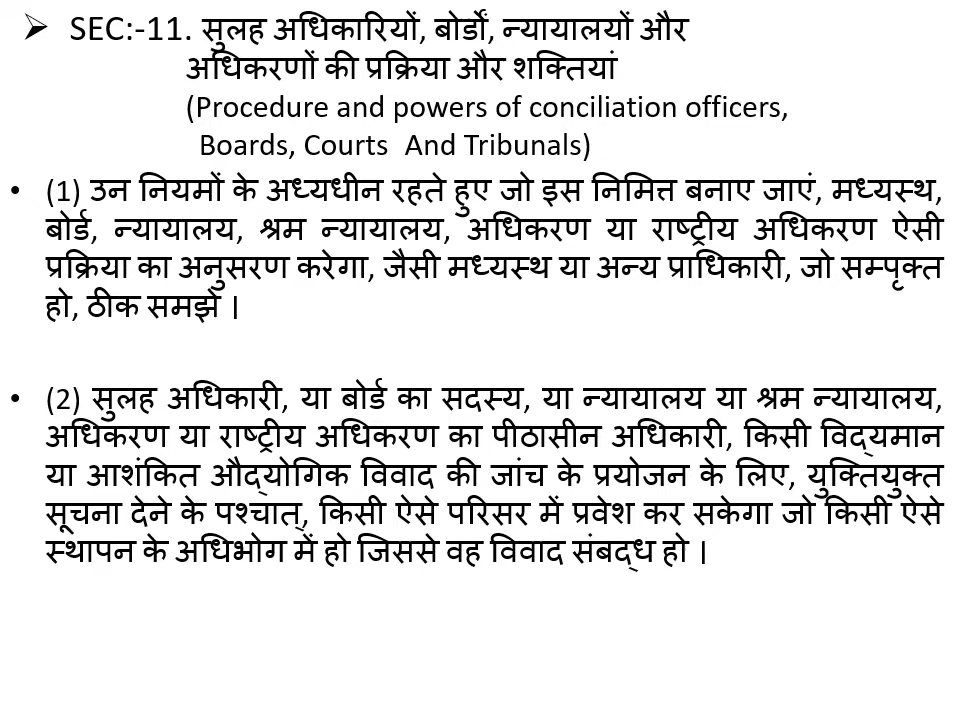 ➢ SEC:-11. सुलह अधिकारियों, बोर्डों, न्यायालयों और
अधिकरणों की प्रक्रिया और शक्तियां
(Procedure and powers of conciliation officers,
Boards, Courts And Tribunals)
• (1) उन नियमों के अध्यधीन रहते हुए जो इस निमित्त बनाए जाएं, मध्यस्थ,
बोर्ड, न्यायालय, श्रम न्यायालय, अधिकरण या राष्ट्रीय अधिकरण ऐसी
प्रक्रिया का अनुसरण करेगा, जैसी मध्यस्थ या अन्य प्राधिकारी, जो सम्पृक्त
हो, ठीक समझे ।
• (2) सुलह अधिकारी, या बोर्ड का सदस्य, या न्यायालय या श्रम न्यायालय,
अधिकरण या राष्ट्रीय अधिकरण का पीठासीन अधिकारी, किसी विद्यमान
या आशंकित औद्योगिक विवाद की जांच के प्रयोजन के लिए, युक्तियुक्त
सूचना देने के पश्चात्, किसी ऐसे परिसर में प्रवेश कर सकेगा जो किसी ऐसे
स्थापन के अधिभोग में हो जिससे वह विवाद संबद्ध हो ।